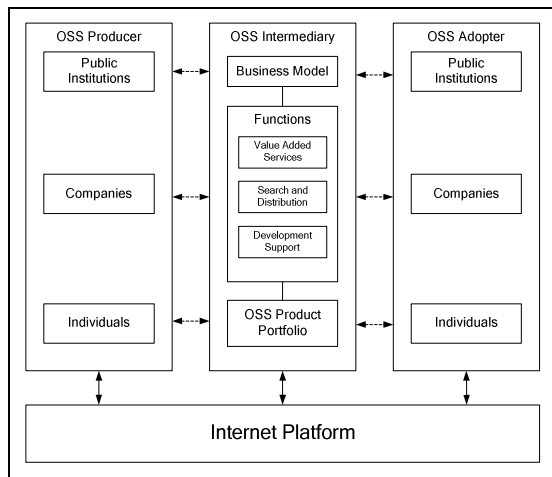 OSS Producer
Public
Institutions
Companies
Individuals
OSS Intermediary
Business Model
Functions
Value Added
Services
Search and
Distribution
Development
Support
OSS Product
Portfolio
OSS Adopter
Public
Institutions
Companies
Individuals
Internet Platform